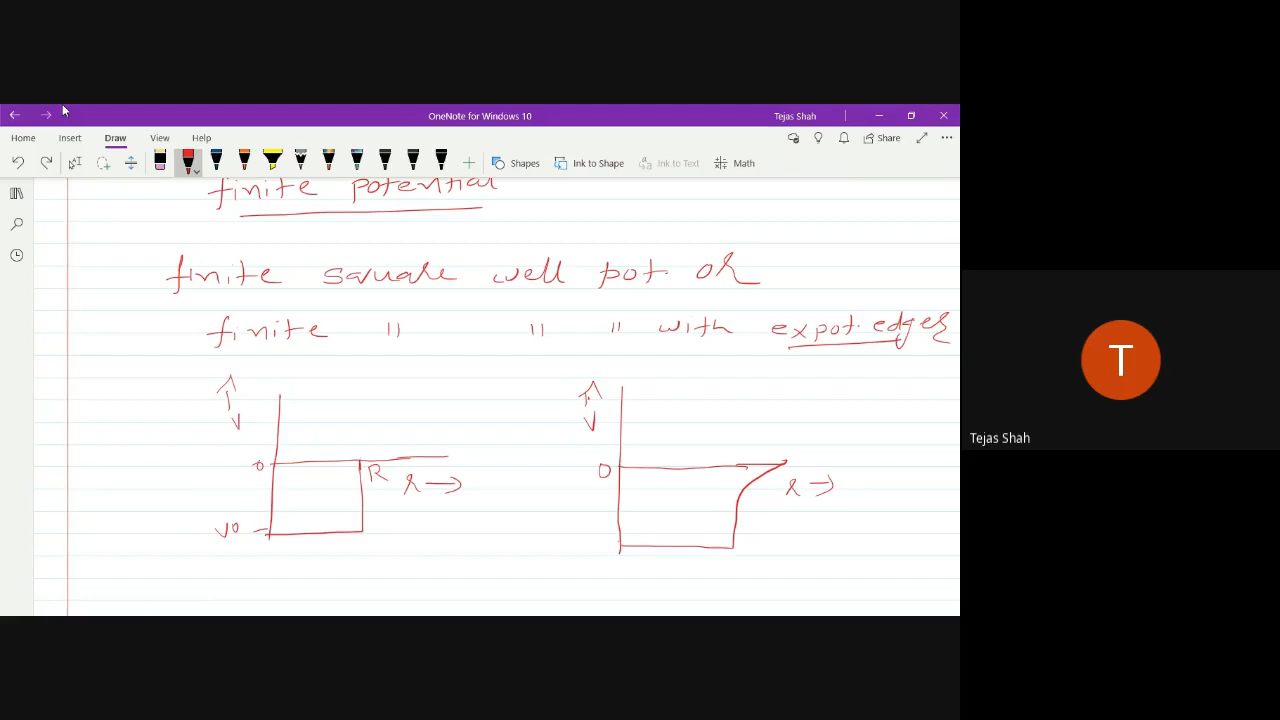 OneNote for Windows 10
Tejas Shah
Home Insert Draw View Help
Share
Shapes Ink to Shape Ink to Text Math
finite potential
finite square well pot. or
finite " " " with expot. edges
V
0
R
r →
V0
V
0
r →
T
Tejas Shah